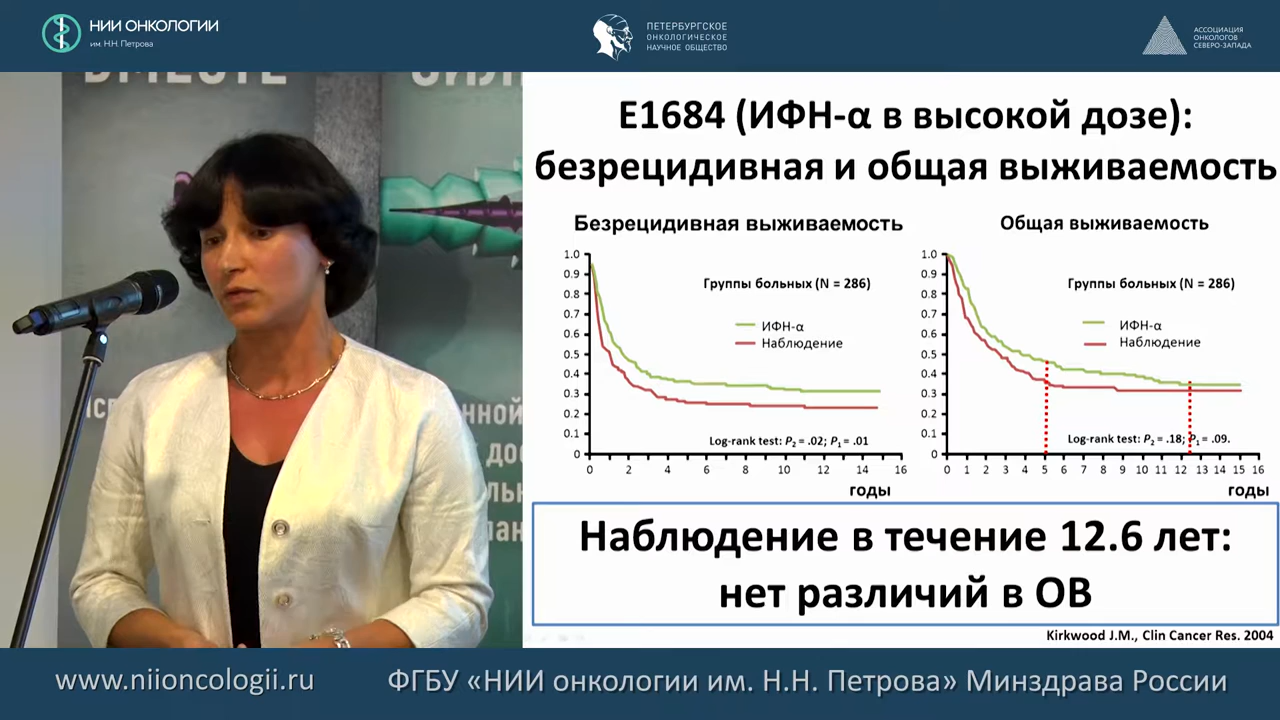 НИИ ОНКОЛОГИИ
им. Н.Н. Петрова
ПЕТЕРБУРГСКОЕ
ОНКОЛОГИЧЕСКОЕ
НАУЧНОЕ ОБЩЕСТВО
АССОЦИАЦИЯ
ОНКОЛОГОВ
СЕВЕРО-ЗАПАДА
ВМЕСТЕ
E1684 (ИФН-α в высокой дозе):
безрецидивная и общая выживаемость
Безрецидивная выживаемость
1.0
0.9
0.8
0.7
0.6
0.5
0.4
0.3
0.2
0.1
0
Группы больных (N = 286)
ИФН-α
Наблюдение
Log-rank test: P2 = .02; P1 = .01
0 2 4 6 8 10 12 14 16
годы
Общая выживаемость
1.0
0.9
0.8
0.7
0.6
0.5
0.4
0.3
0.2
0.1
0
Группы больных (N = 286)
ИФН-α
Наблюдение
Log-rank test: P2 = .18; P1 = .09.
0 1 2 3 4 5 6 7 8 9 10 11 12 13 14 15 16
годы
Наблюдение в течение 12.6 лет:
нет различий в ОВ
Kirkwood J.M., Clin Cancer Res. 2004
www.niioncologii.ru
ФГБУ «НИИ онкологии им. Н.Н. Петрова» Минздрава России